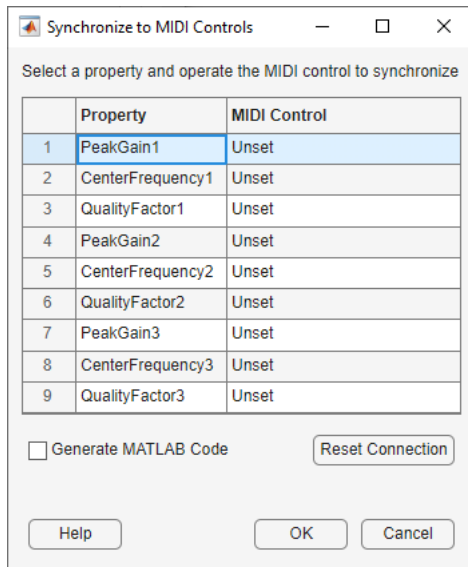 Synchronize to MIDI Controls
Select a property and operate the MIDI control to synchronize
Property MIDI Control
1 PeakGain1 Unset
2 CenterFrequency1 Unset
3 QualityFactor1 Unset
4 PeakGain2 Unset
5 CenterFrequency2 Unset
6 QualityFactor2 Unset
7 PeakGain3 Unset
8 CenterFrequency3 Unset
9 QualityFactor3 Unset
Generate MATLAB Code Reset Connection
Help OK Cancel